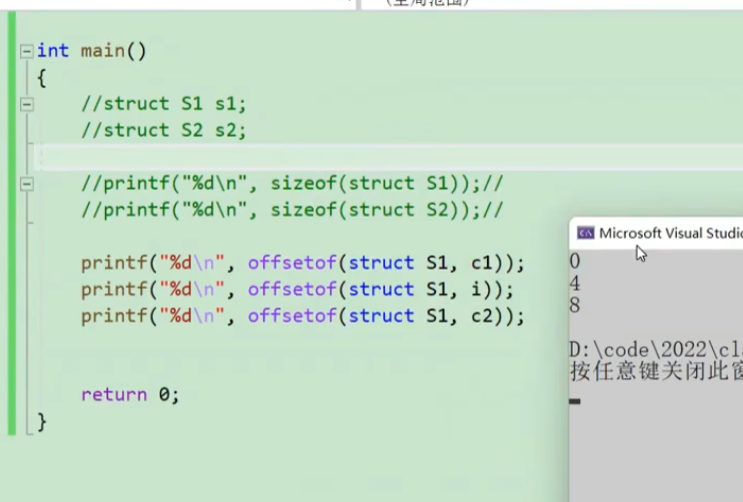 (全局范围)
int main()
{
//struct S1 s1;
//struct S2 s2;
//printf("%d\n", sizeof(struct S1));//
//printf("%d\n", sizeof(struct S2));//
printf("%d\n", offsetof(struct S1, c1));
printf("%d\n", offsetof(struct S1, i));
printf("%d\n", offsetof(struct S1, c2));
return 0;
}
Microsoft Visual Studio
0
4
8
D:\code\2022\cl
按任意键关闭此窗